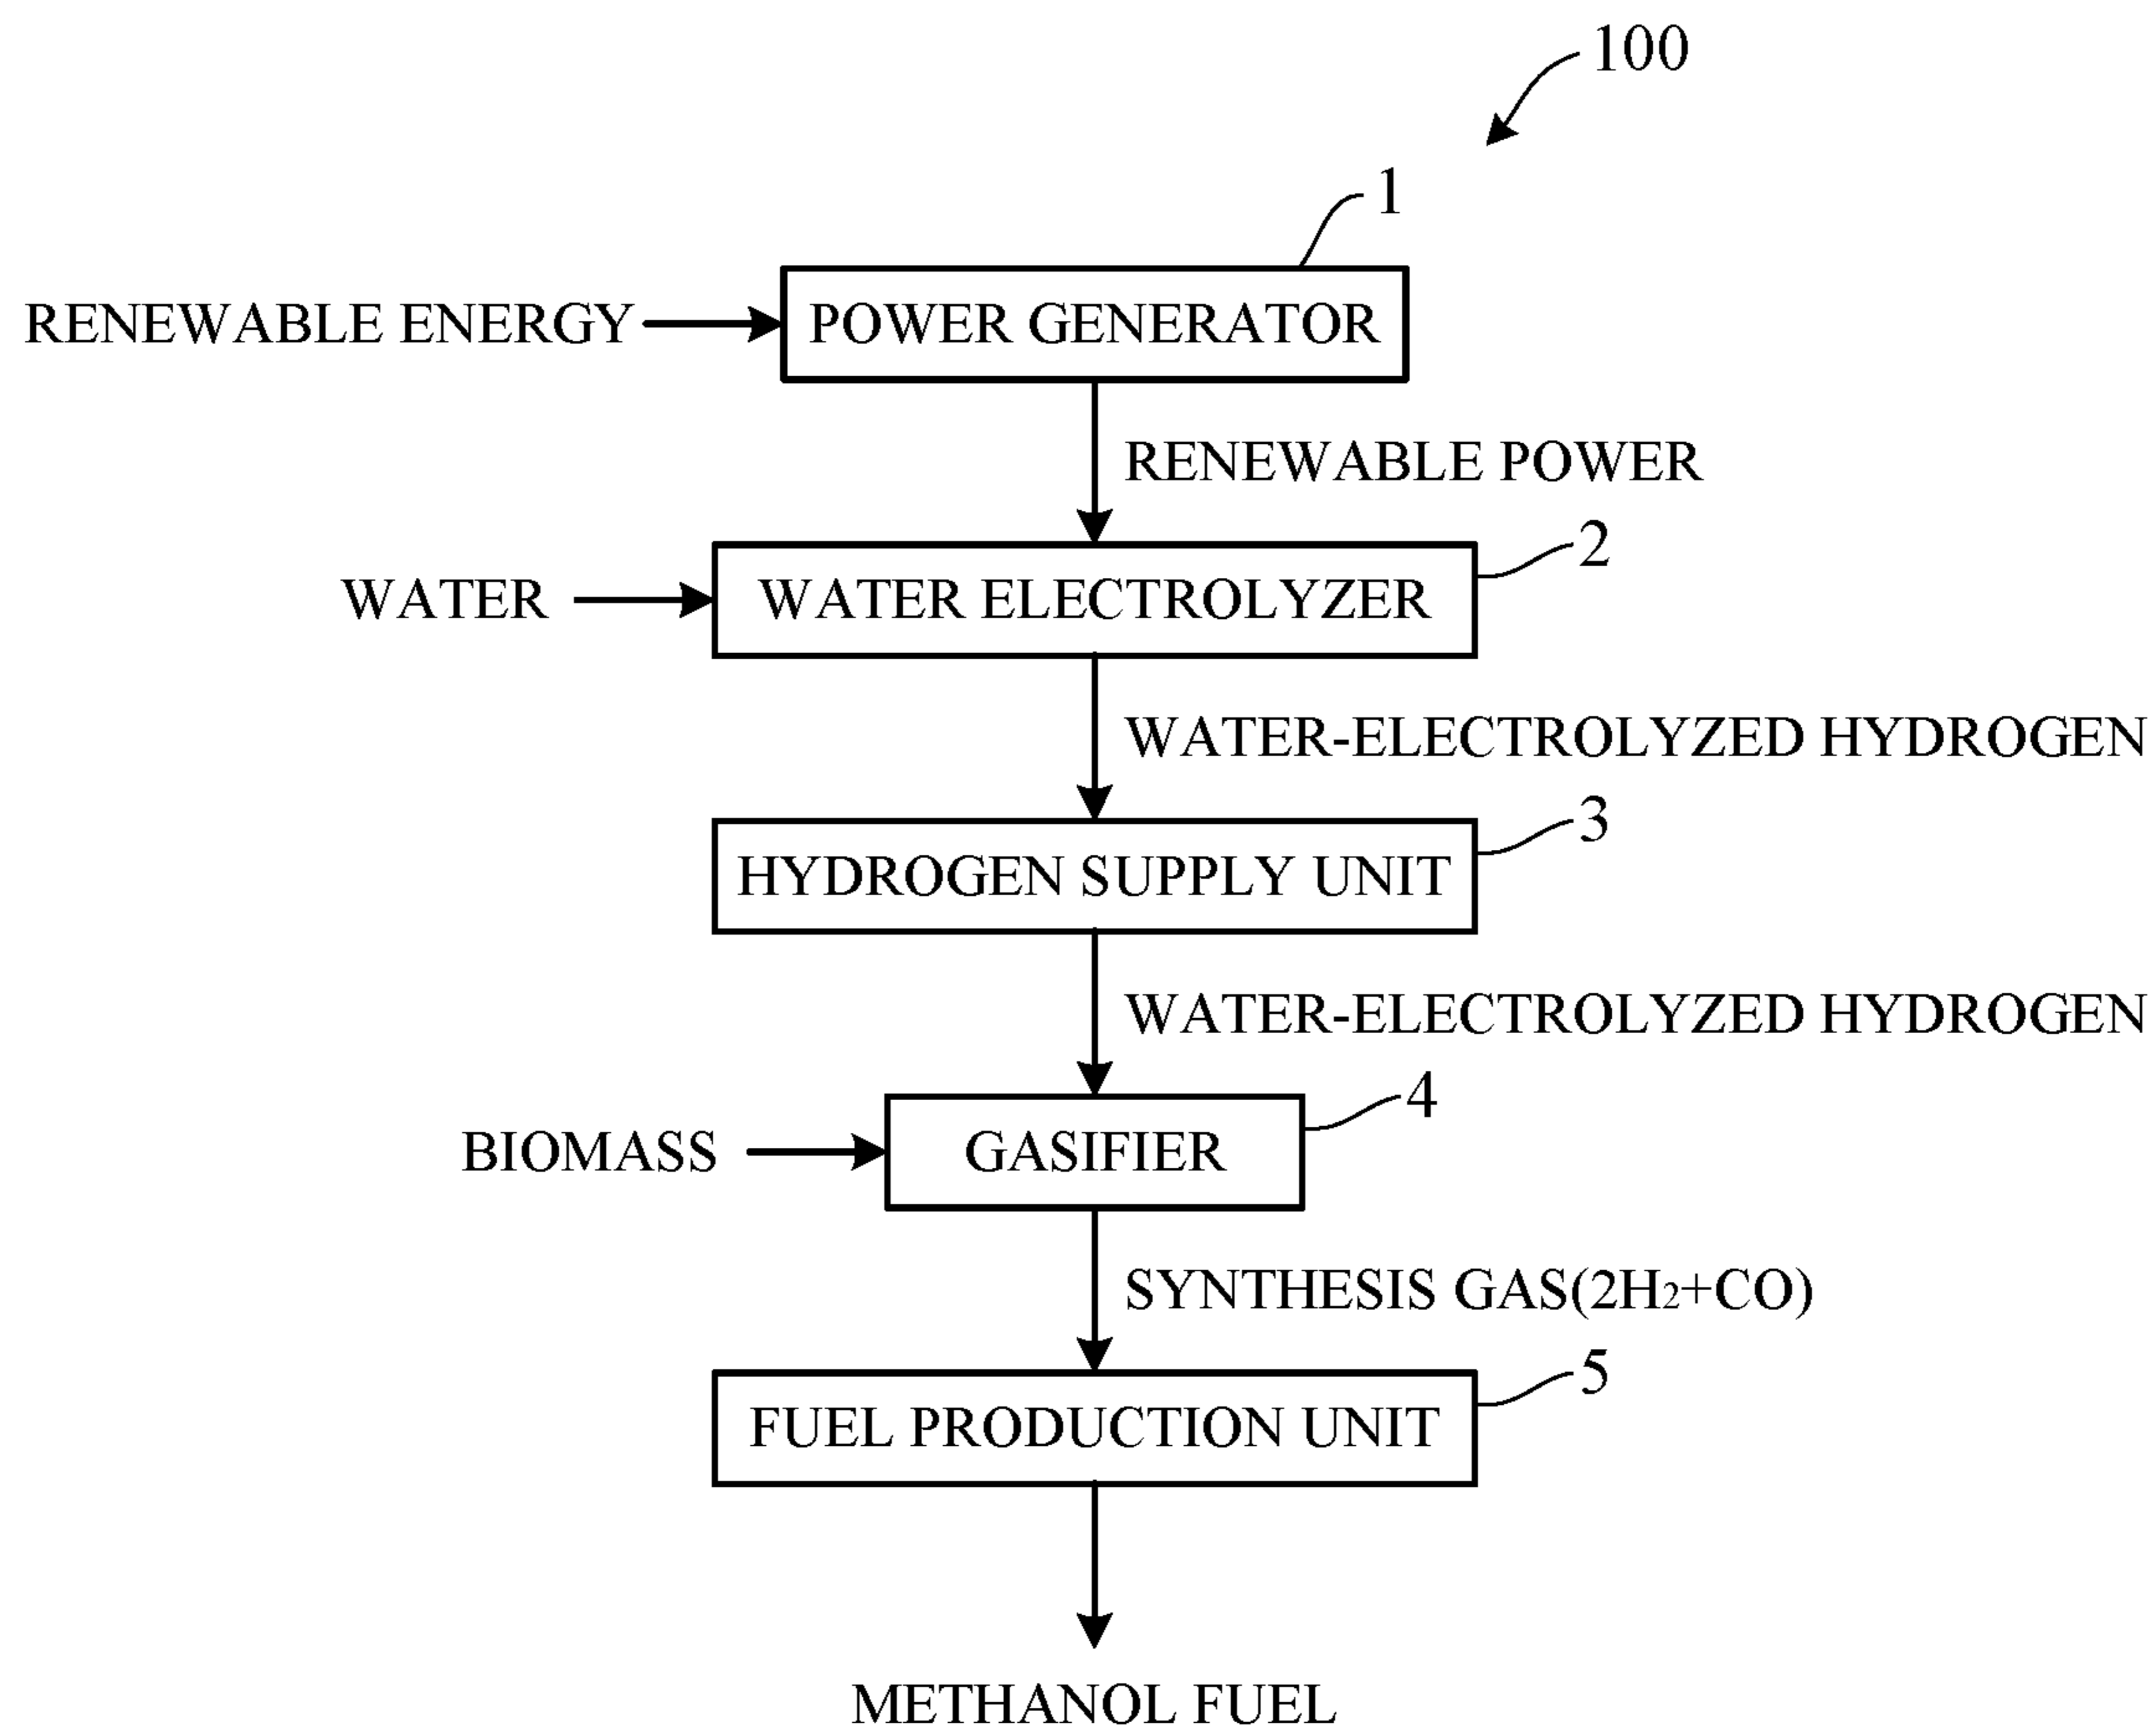 100
1
RENEWABLE ENERGY
POWER GENERATOR
RENEWABLE POWER
2
WATER
WATER ELECTROLYZER
WATER-ELECTROLYZED HYDROGEN
3
HYDROGEN SUPPLY UNIT
WATER-ELECTROLYZED HYDROGEN
4
BIOMASS
GASIFIER
SYNTHESIS GAS(2H₂+CO)
5
FUEL PRODUCTION UNIT
METHANOL FUEL